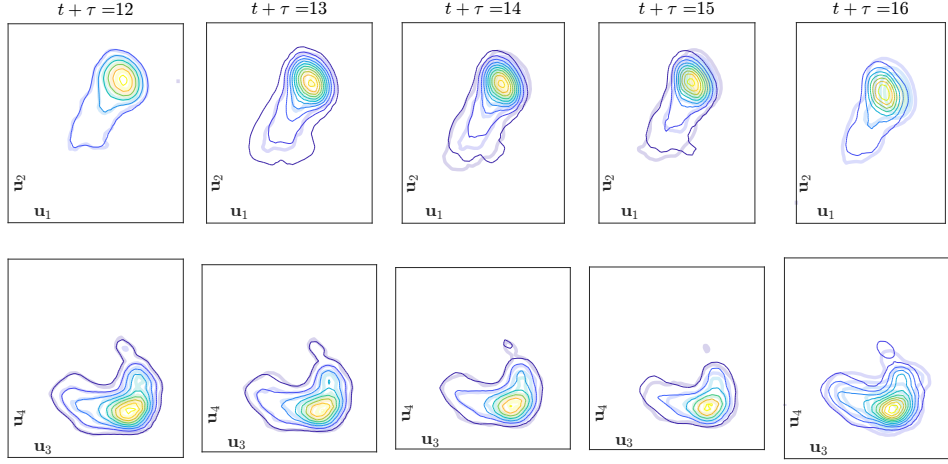 t + τ =12 t + τ =13 t + τ =14 t + τ =15 t + τ =16
u₂ u₂ u₂ u₂ u₂
u₁ u₁ u₁ u₁ u₁
u₄ u₄ u₄ u₄ u₄
u₃ u₃ u₃ u₃ u₃